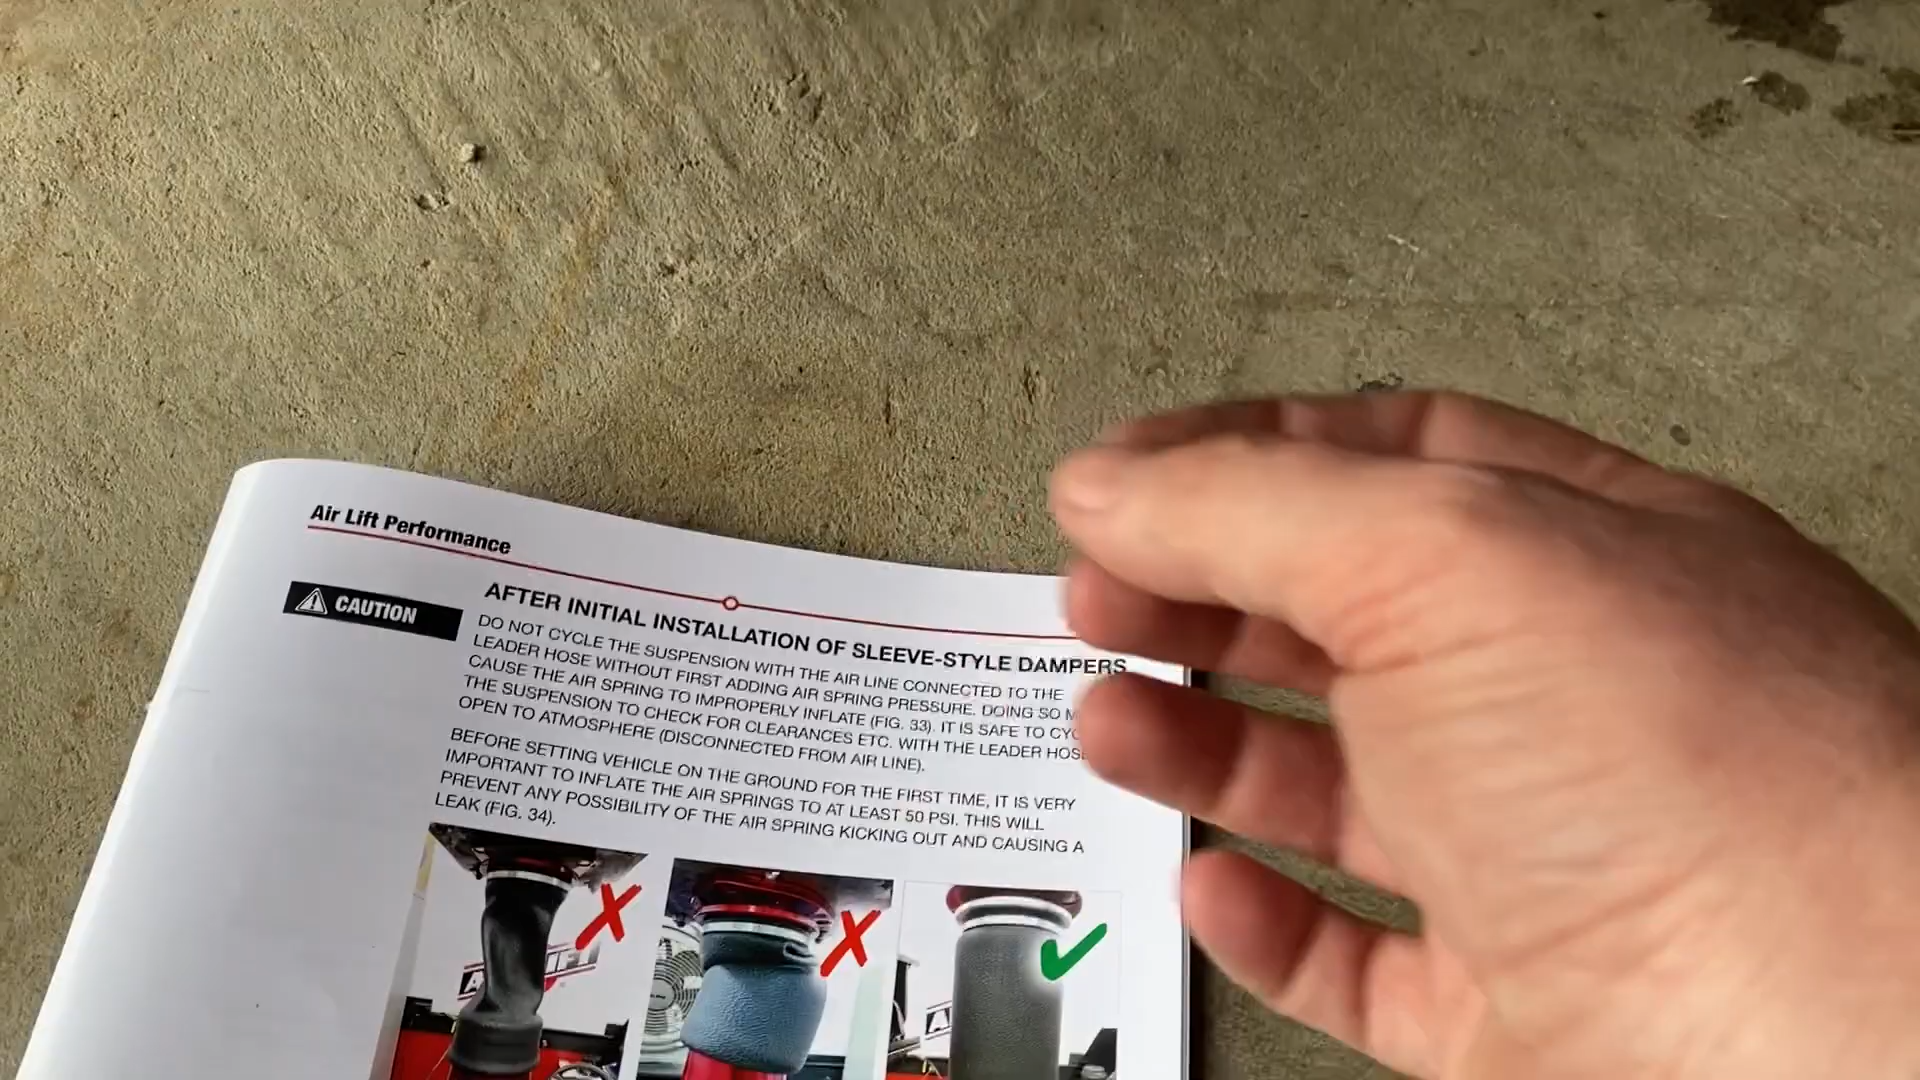 Air Lift Performance
CAUTION
AFTER INITIAL INSTALLATION OF SLEEVE-STYLE DAMPERS
DO NOT CYCLE THE SUSPENSION WITH THE AIR LINE CONNECTED TO THE
LEADER HOSE WITHOUT FIRST ADDING AIR SPRING PRESSURE. DOING SO
CAUSE THE AIR SPRING TO IMPROPERLY INFLATE (FIG. 33). IT IS SAFE TO
THE SUSPENSION TO CHECK FOR CLEARANCES ETC. WITH THE LEADER HOSE
OPEN TO ATMOSPHERE (DISCONNECTED FROM AIR LINE).
BEFORE SETTING VEHICLE ON THE GROUND FOR THE FIRST TIME, IT IS VERY
IMPORTANT TO INFLATE THE AIR SPRINGS TO AT LEAST 50 PSI. THIS WILL
PREVENT ANY POSSIBILITY OF THE AIR SPRING KICKING OUT AND CAUSING A
LEAK (FIG. 34).